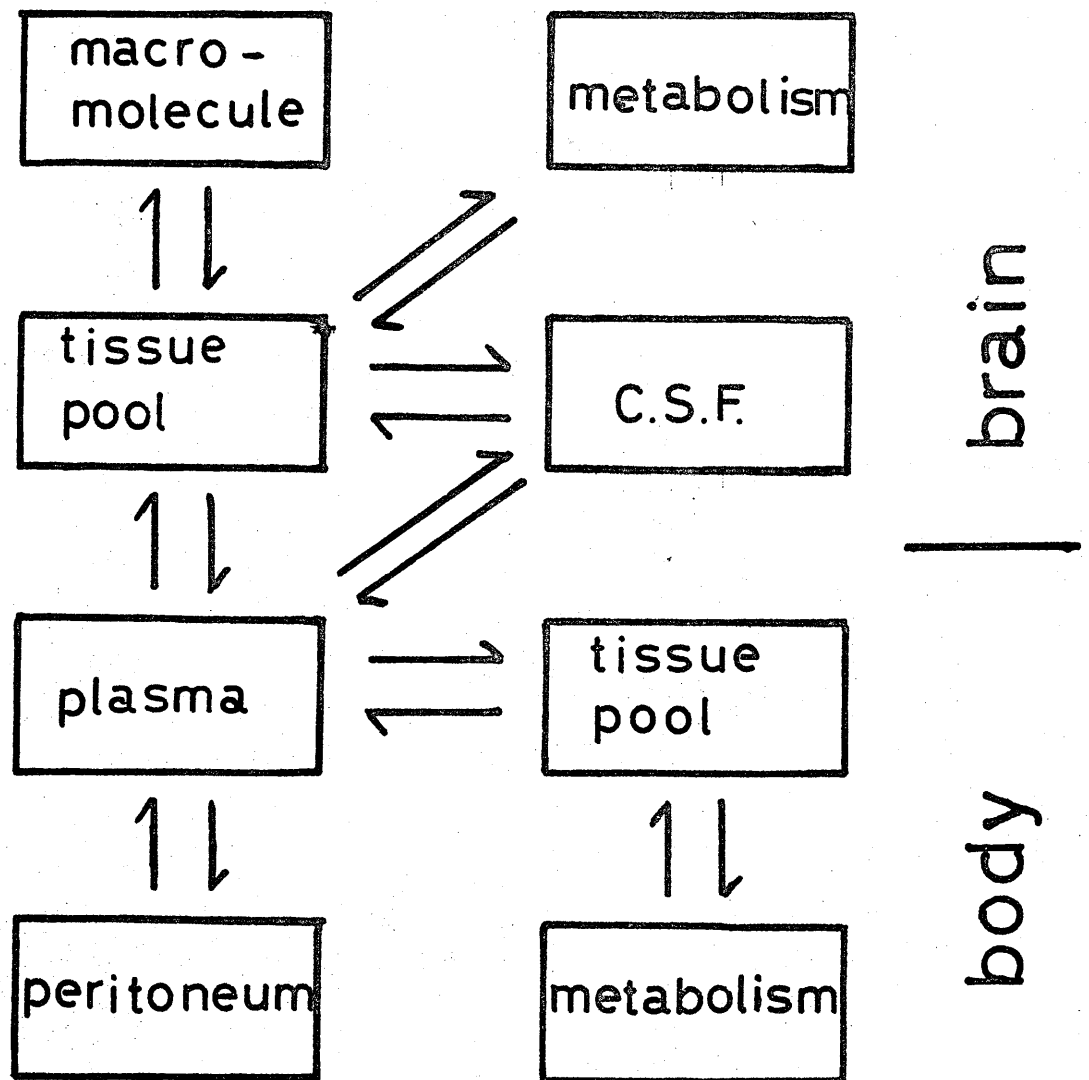 macro-
molecule
metabolism
tissue
pool
C.S.F.
brain
plasma
tissue
pool
body
peritoneum
metabolism